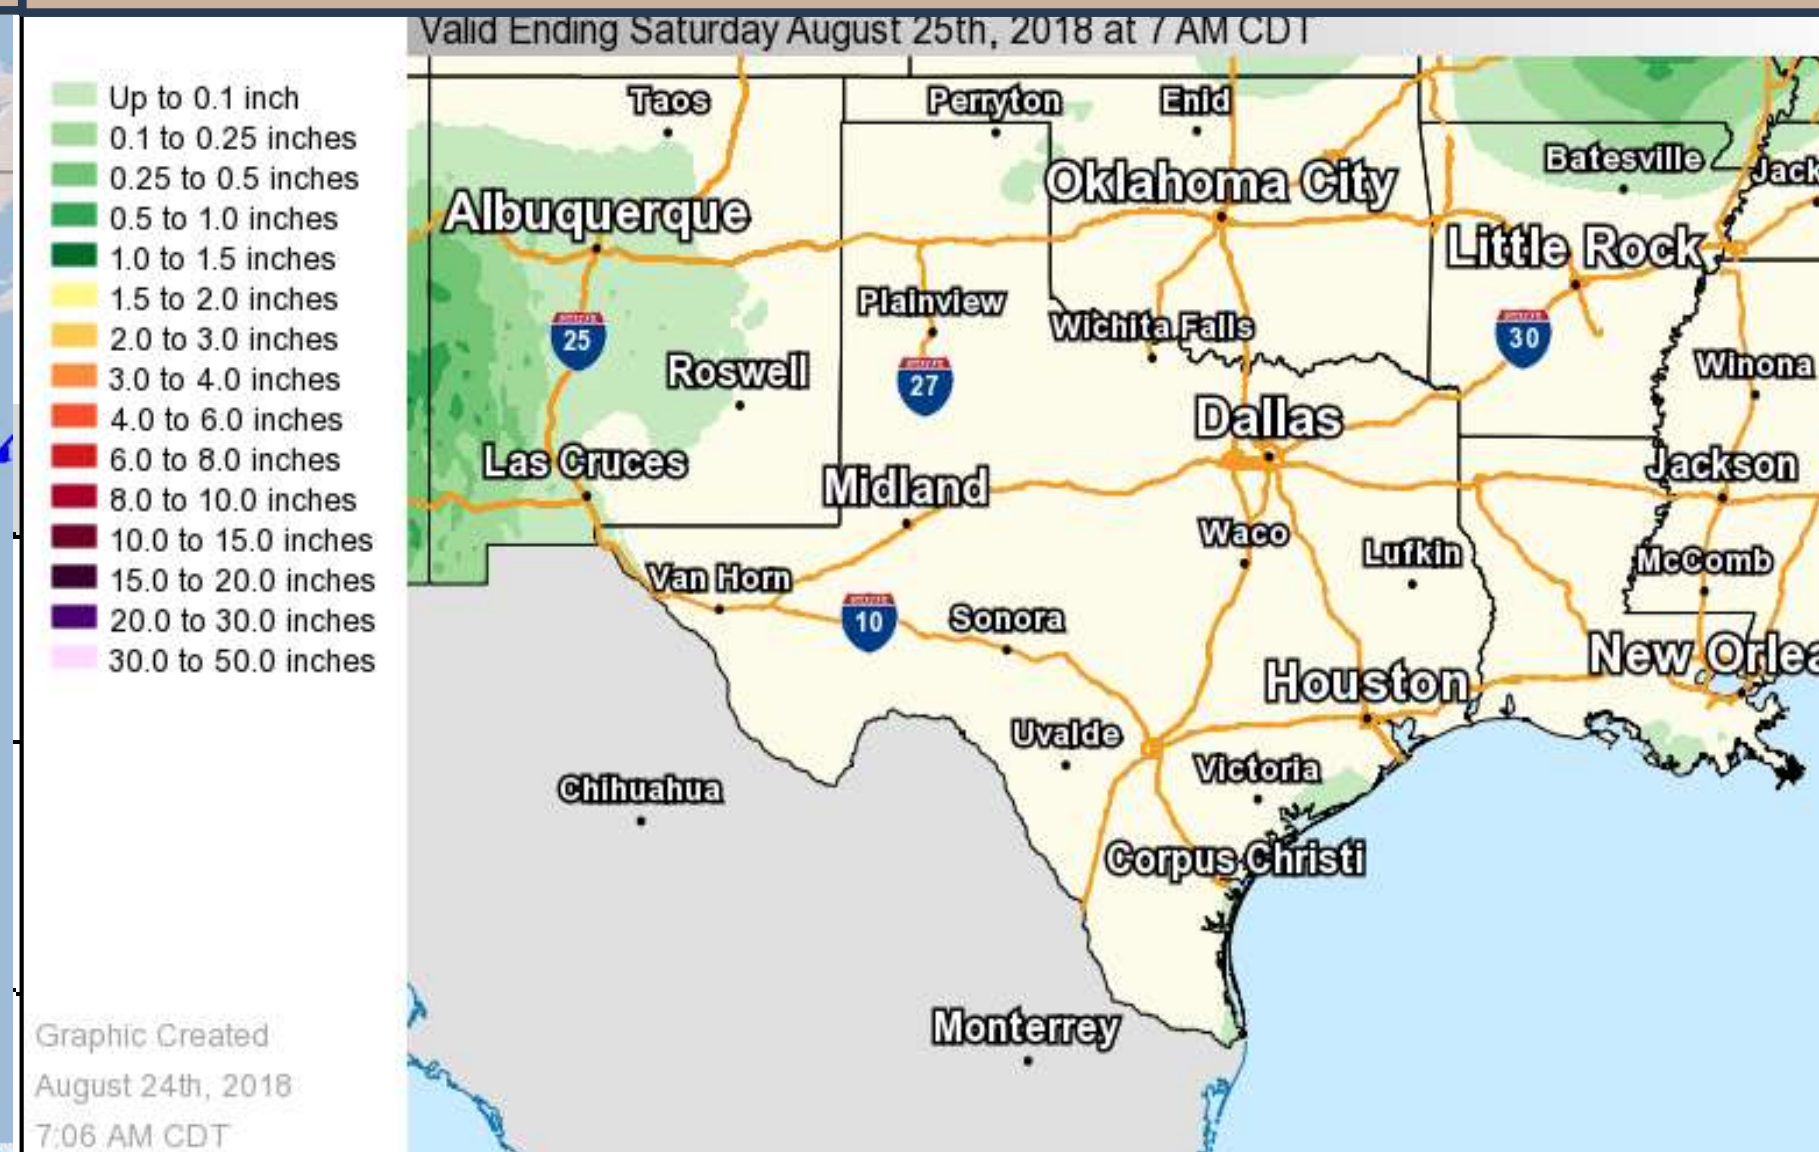 Valid Ending Saturday August 25th, 2018 at 7 AM CDT
Up to 0.1 inch
0.1 to 0.25 inches
0.25 to 0.5 inches
0.5 to 1.0 inches
1.0 to 1.5 inches
1.5 to 2.0 inches
2.0 to 3.0 inches
3.0 to 4.0 inches
4.0 to 6.0 inches
6.0 to 8.0 inches
8.0 to 10.0 inches
10.0 to 15.0 inches
15.0 to 20.0 inches
20.0 to 30.0 inches
30.0 to 50.0 inches
Graphic Created
August 24th, 2018
7:06 AM CDT
Taos
Perryton
Enid
Batesville
Jack
Oklahoma City
Albuquerque
Little Rock
Plainview
Wichita Falls
25
30
Roswell
27
Winona
Dallas
Las Cruces
Midland
Jackson
Waco
Lufkin
McComb
Van Horn
10
Sonora
New Orlea
Houston
Uvalde
Victoria
Chihuahua
Corpus Christi
Monterrey